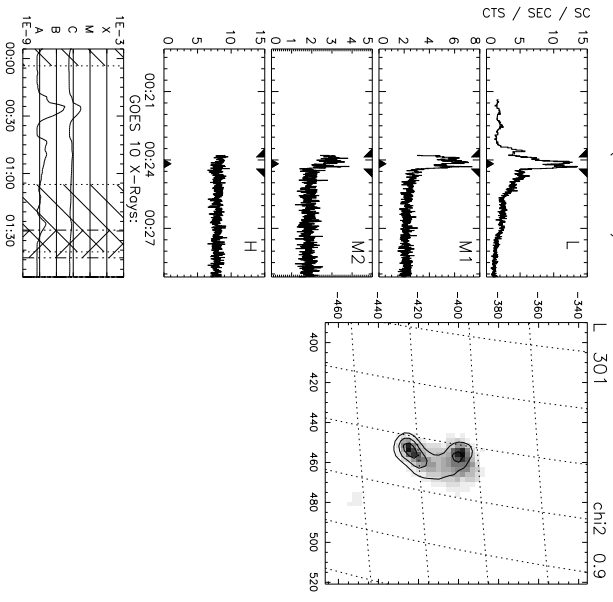 CTS / SEC / SC
0 5 10 15
L
0 2 4 6 8
M1
0 1 2 3 4 5
M2
0 5 10 15
H
00:21 00:24 00:27
GOES 10 X-Rays:
1E-3
X
M
C
B
A
1E-9
00:00 00:30 01:00 01:30
L 301 chi2 0.9
-340
-360
-380
-400
-420
-440
-460
400 420 440 460 480 500 520